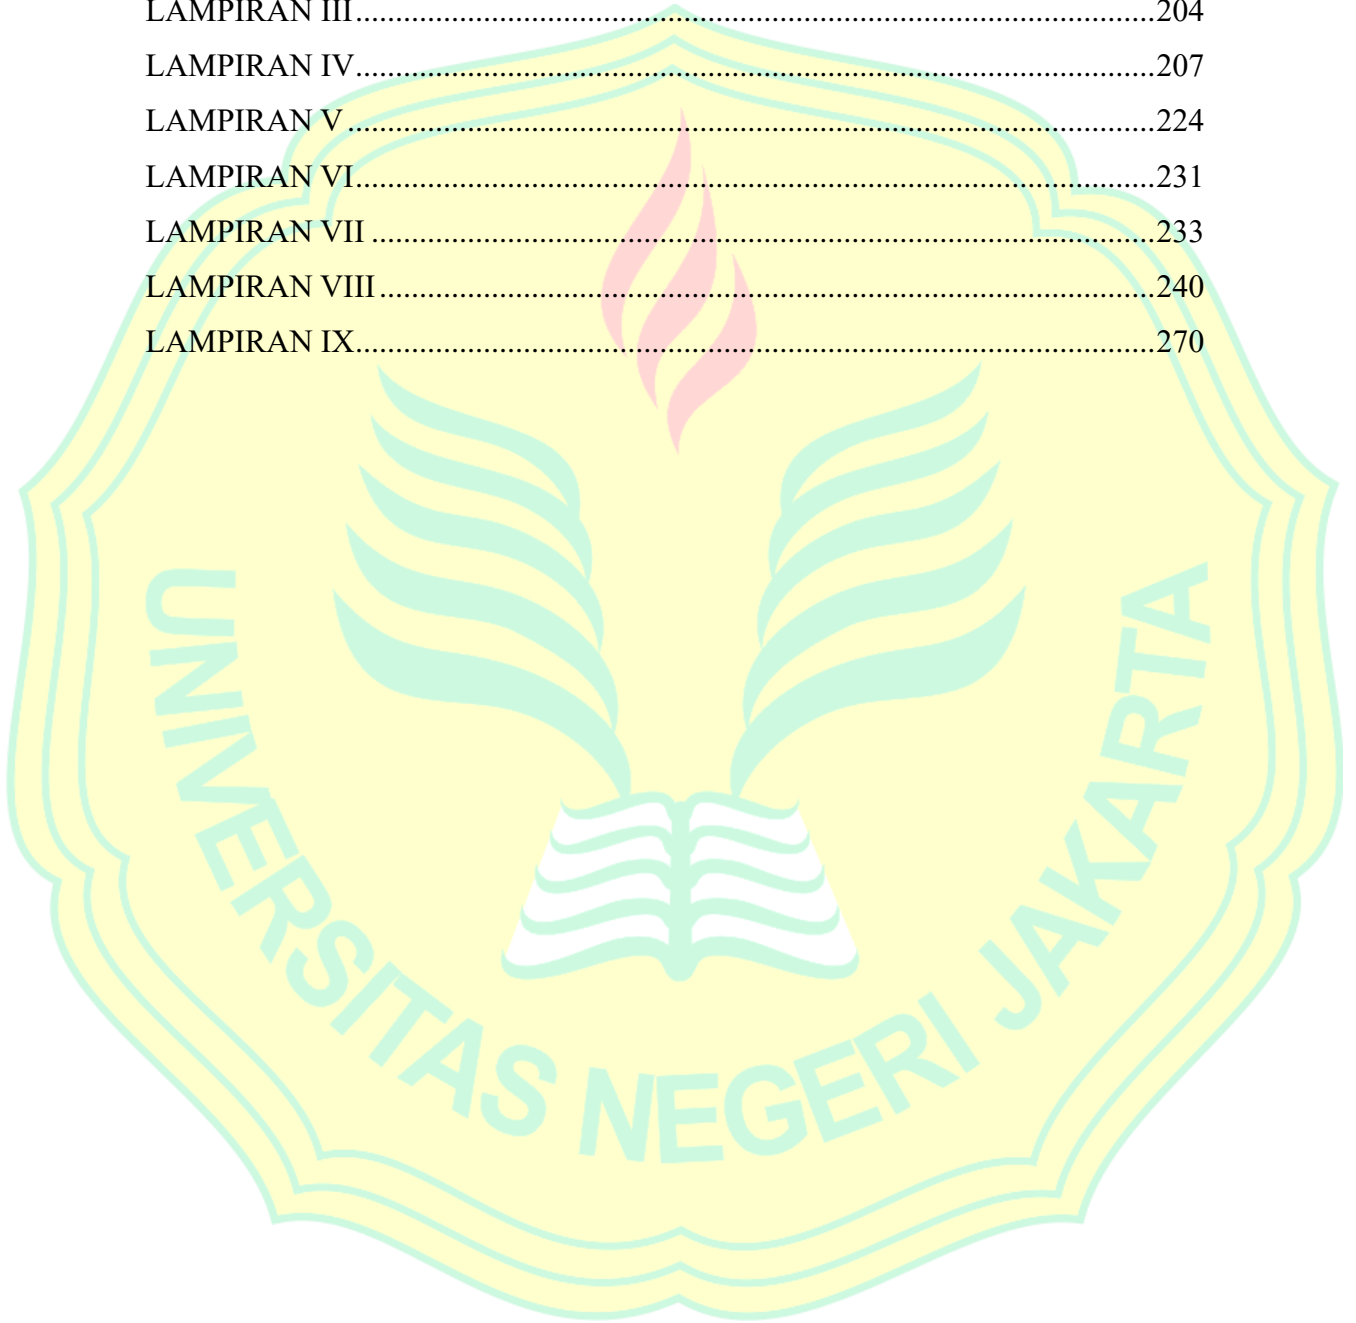 LAMPIRAN III....................................................................................................204
LAMPIRAN IV....................................................................................................207
LAMPIRAN V.....................................................................................................224
LAMPIRAN VI....................................................................................................231
LAMPIRAN VII..................................................................................................233
LAMPIRAN VIII.................................................................................................240
LAMPIRAN IX....................................................................................................270
UNIVERSITAS NEGERI JAKARTA